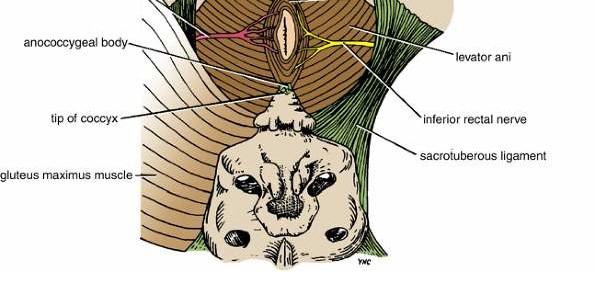 anococcygeal body
levator ani
tip of coccyx
inferior rectal nerve
sacrotuberous ligament
gluteus maximus muscle
YNC